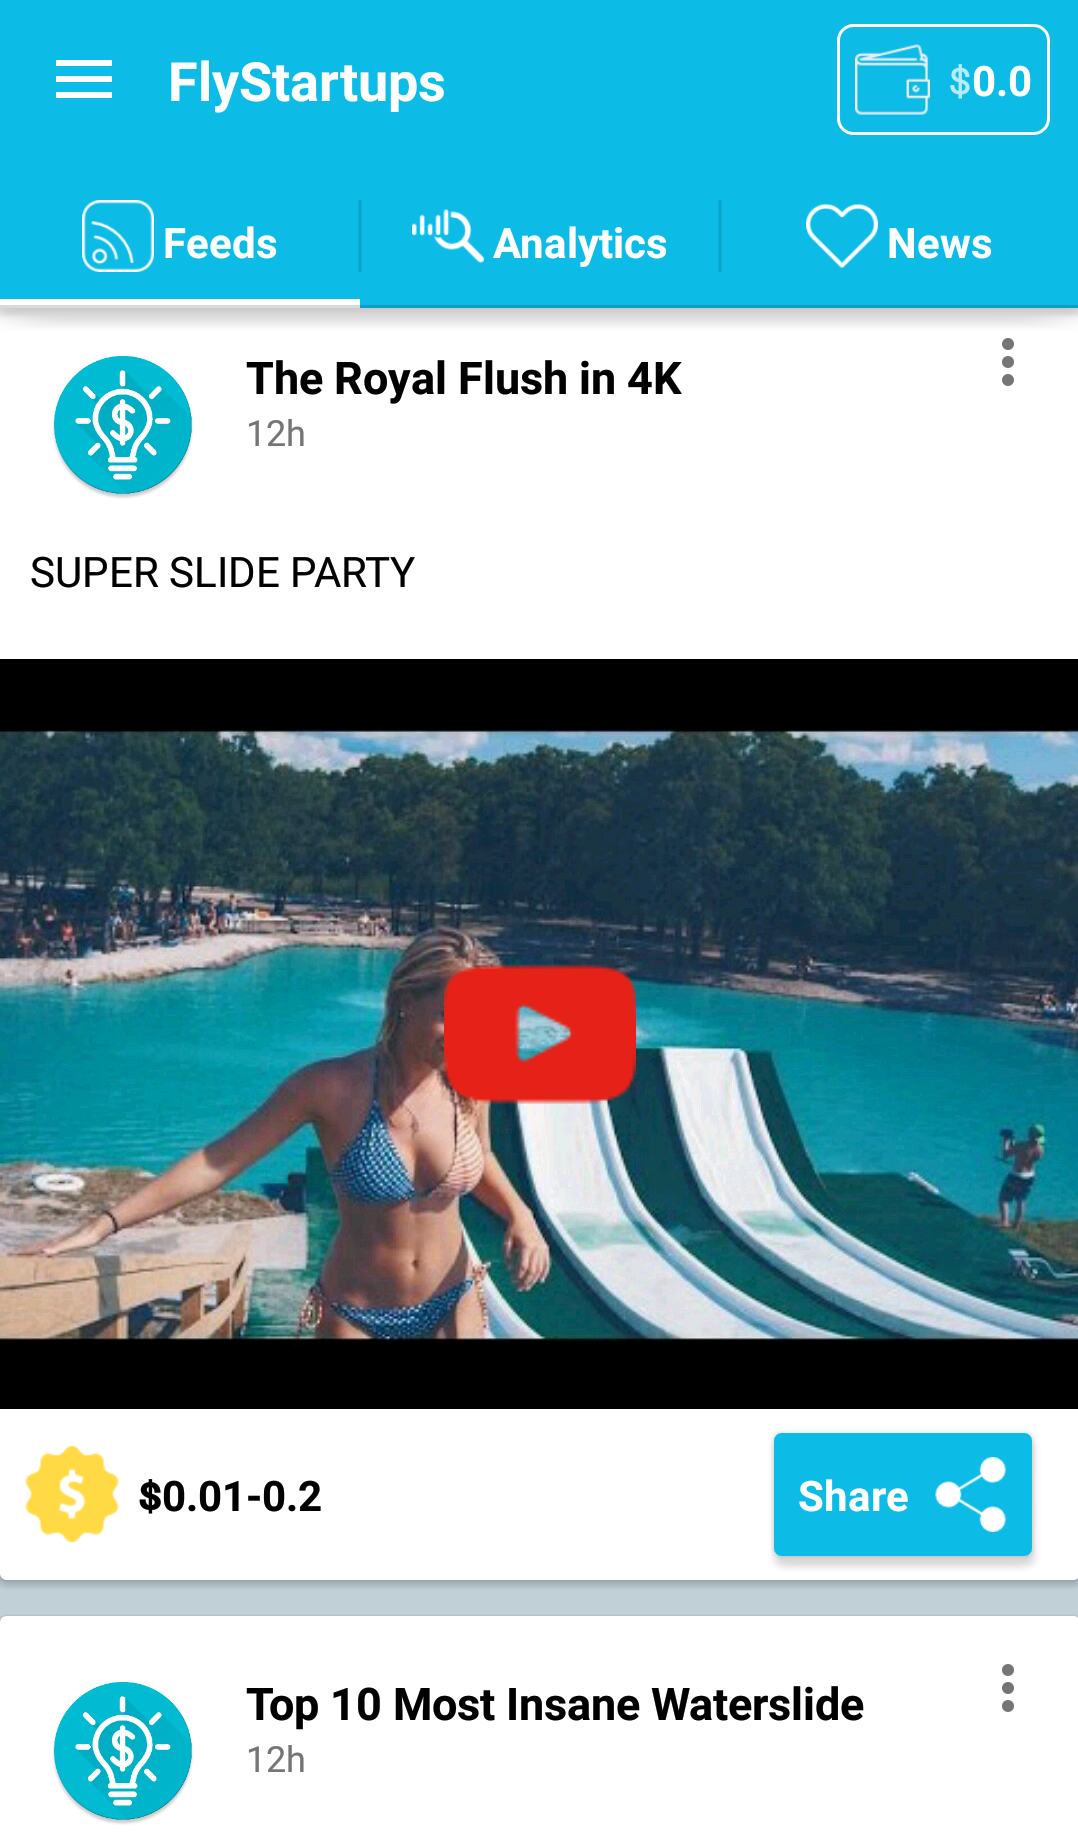 FlyStartups
$0.0
Feeds
Analytics
News
The Royal Flush in 4K
12h
SUPER SLIDE PARTY
$0.01-0.2
Share
Top 10 Most Insane Waterslide
12h